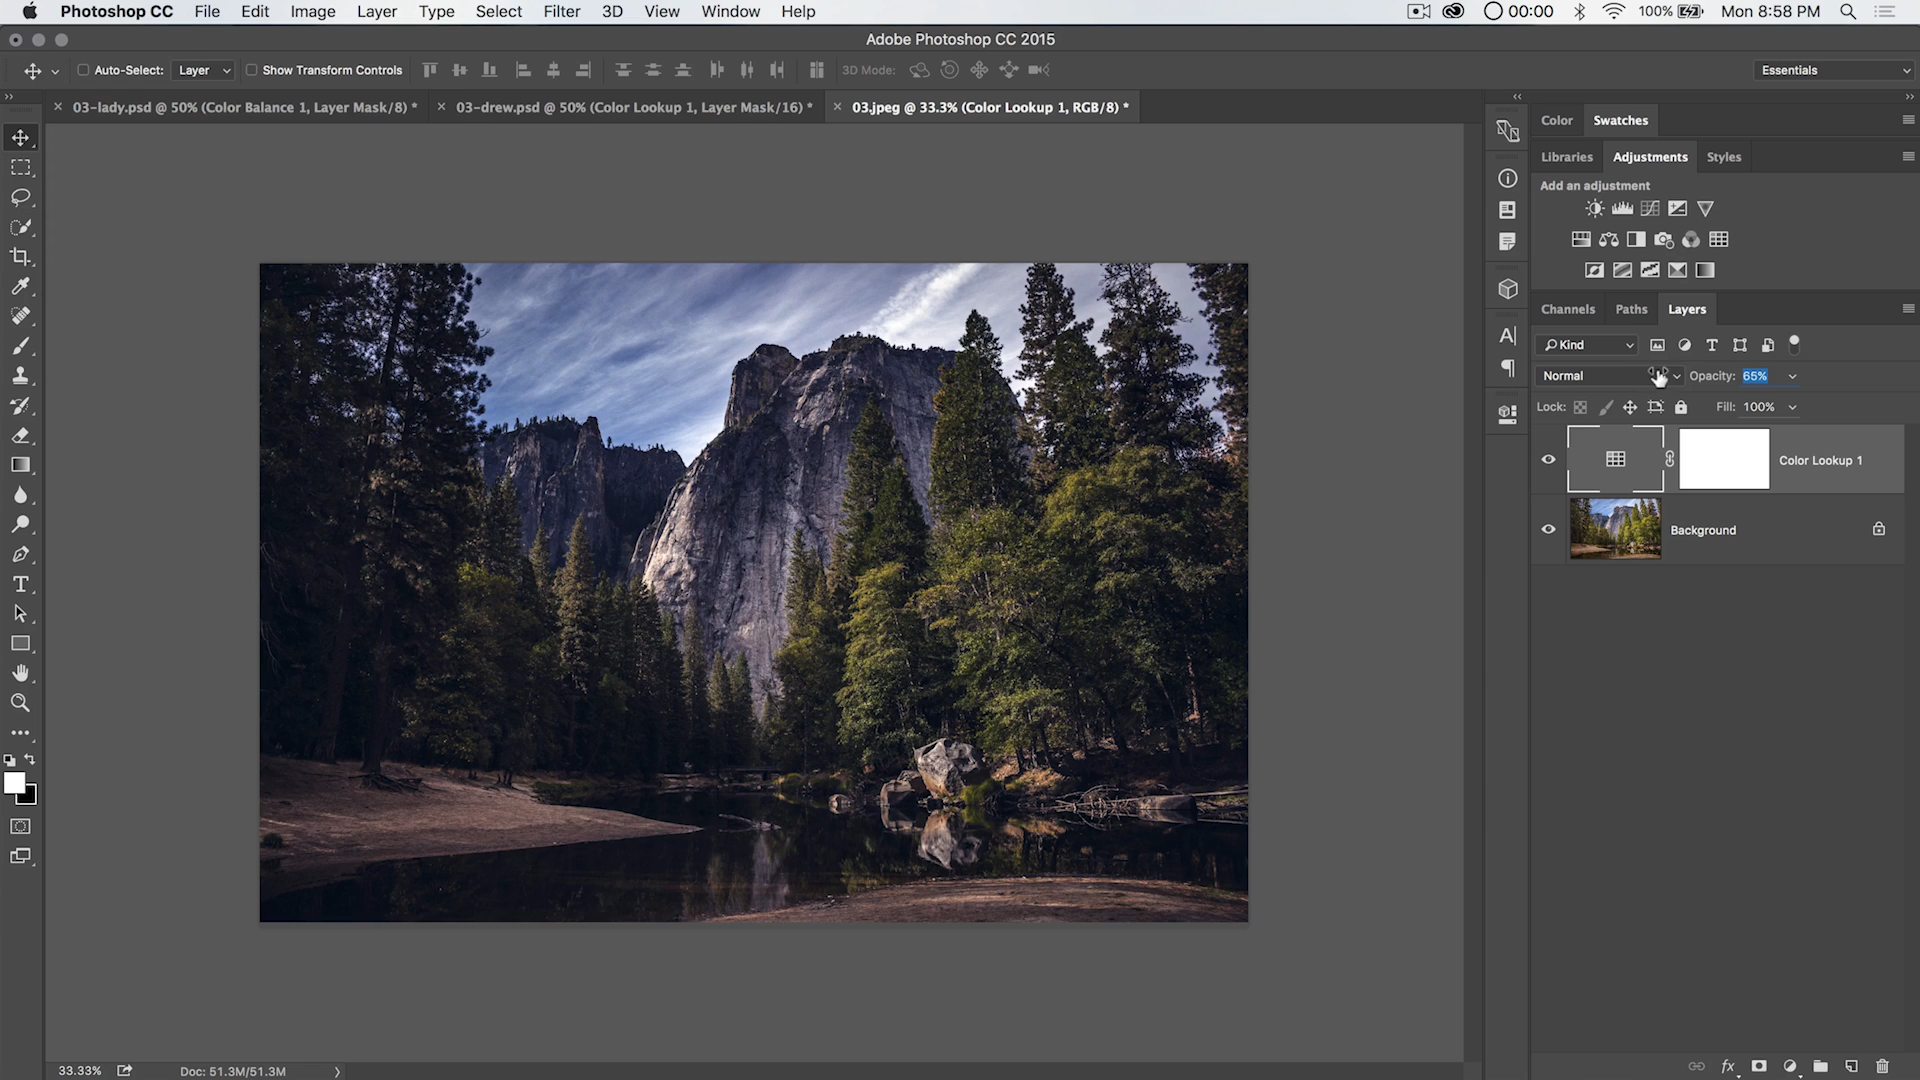 Photoshop CC File Edit Image Layer Type Select Filter 3D View Window Help 00:00 100% Mon 8:58 PM
Adobe Photoshop CC 2015
Auto-Select: Layer Show Transform Controls 3D Mode: Essentials
03-lady.psd @ 50% (Color Balance 1, Layer Mask/8) * 03-drew.psd @ 50% (Color Lookup 1, Layer Mask/16) * 03.jpeg @ 33.3% (Color Lookup 1, RGB/8) *
Color Swatches
Libraries Adjustments Styles
Add an adjustment
Channels Paths Layers
Kind
Normal Opacity: 65%
Lock: Fill: 100%
Color Lookup 1
Background
33.33% Doc: 51.3M/51.3M